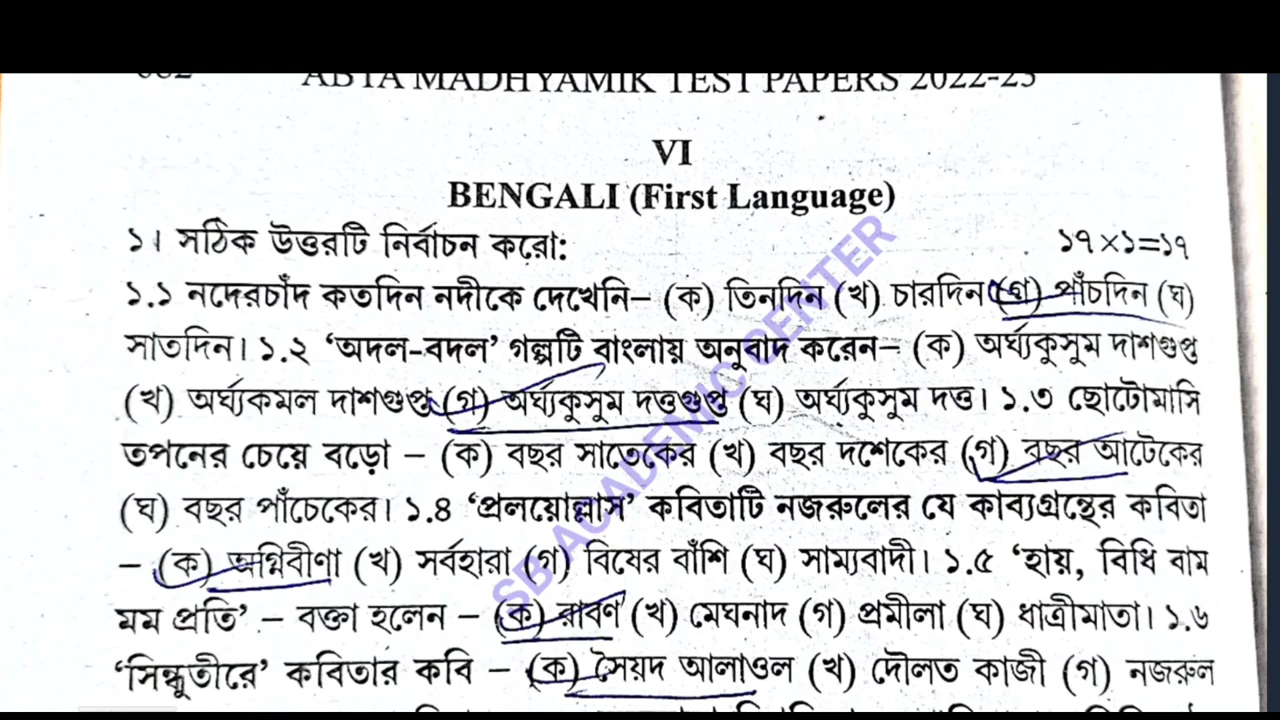 682 ABTA MADHYAMIK TEST PAPERS 2022-23
VI
BENGALI (First Language)
১। সঠিক উত্তরটি নির্বাচন করো: ১৭×১=১৭
১.১ নদেরচাঁদ কতদিন নদীকে দেখেনি– (ক) তিনদিন (খ) চারদিন (গ) পাঁচদিন (ঘ)
সাতদিন। ১.২ ‘অদল-বদল’ গল্পটি বাংলায় অনুবাদ করেন– (ক) অর্ঘ্যকুসুম দাশগুপ্ত
(খ) অর্ঘ্যকমল দাশগুপ্ত (গ) অর্ঘ্যকুসুম দত্তগুপ্ত (ঘ) অর্ঘ্যকুসুম দত্ত। ১.৩ ছোটোমাসি
তপনের চেয়ে বড়ো – (ক) বছর সাতেকের (খ) বছর দশেকের (গ) বছর আটেকের
(ঘ) বছর পাঁচেকের। ১.৪ ‘প্রলয়োল্লাস’ কবিতাটি নজরুলের যে কাব্যগ্রন্থের কবিতা
– (ক) অগ্নিবীণা (খ) সর্বহারা (গ) বিষের বাঁশি (ঘ) সাম্যবাদী। ১.৫ ‘হায়, বিধি বাম
মম প্রতি’ – বক্তা হলেন – (ক) রাবণ (খ) মেঘনাদ (গ) প্রমীলা (ঘ) ধাত্রীমাতা। ১.৬
‘সিন্ধুতীরে’ কবিতার কবি – (ক) সৈয়দ আলাওল (খ) দৌলত কাজী (গ) নজরুল
SB ACADEMIC CENTER